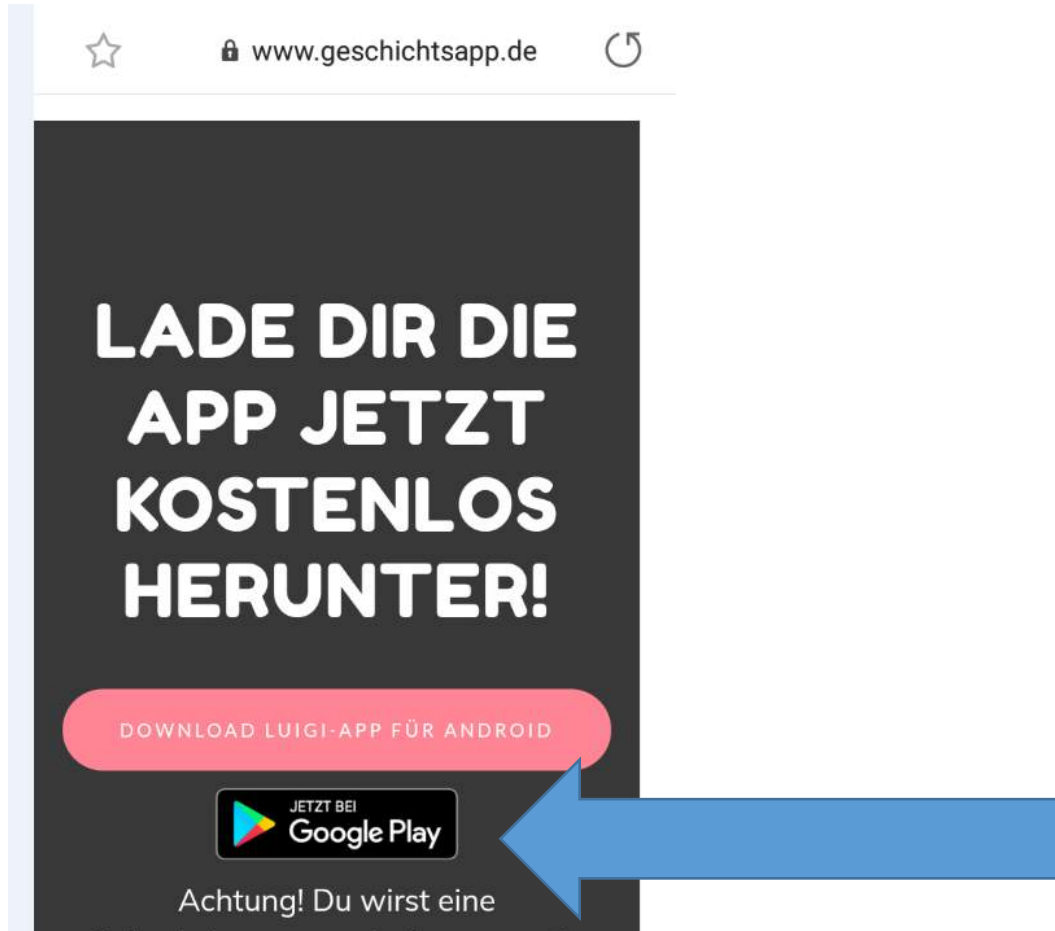 www.geschichtsapp.de
LADE DIR DIE
APP JETZT
KOSTENLOS
HERUNTER!
DOWNLOAD LUIGI-APP FÜR ANDROID
JETZT BEI
Google Play
Achtung! Du wirst eine